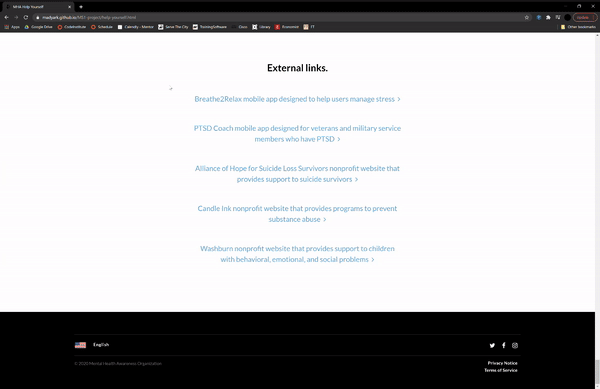 MHA: Help Yourself
madyark.github.io/MS1-project/help-yourself.html
Update
Apps
Google Drive
CodeInstitute
Schedule
Calendly - Mentor
Serve The City
TrainingSoftware
Cisco
Library
Economist
TT
Other bookmarks
External links.
Breathe2Relax mobile app designed to help users manage stress >
PTSD Coach mobile app designed for veterans and military service
members who have PTSD >
Alliance of Hope for Suicide Loss Survivors nonprofit website that
provides support to suicide survivors >
Candle Ink nonprofit website that provides programs to prevent
substance abuse >
Washburn nonprofit website that provides support to children
with behavioral, emotional, and social problems >
English
© 2020 Mental Health Awareness Organization
Privacy Notice
Terms of Service